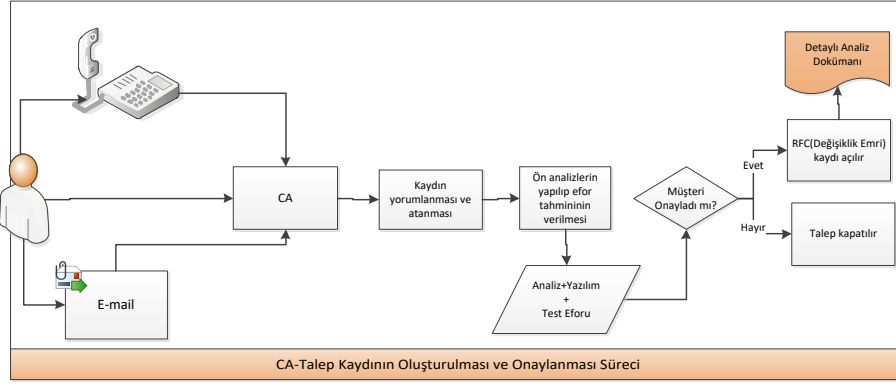 Detaylı Analiz
Dokümanı
RFC(Değişiklik Emri)
kaydı açılır
Evet
CA
Kaydın
yorumlanması ve
atanması
Ön analizlerin
yapılıp efor
tahmininin
verilmesi
Müşteri
Onayladı mı?
Hayır
Talep kapatılır
E-mail
Analiz+Yazılım
+
Test Eforu
CA-Talep Kaydının Oluşturulması ve Onaylanması Süreci